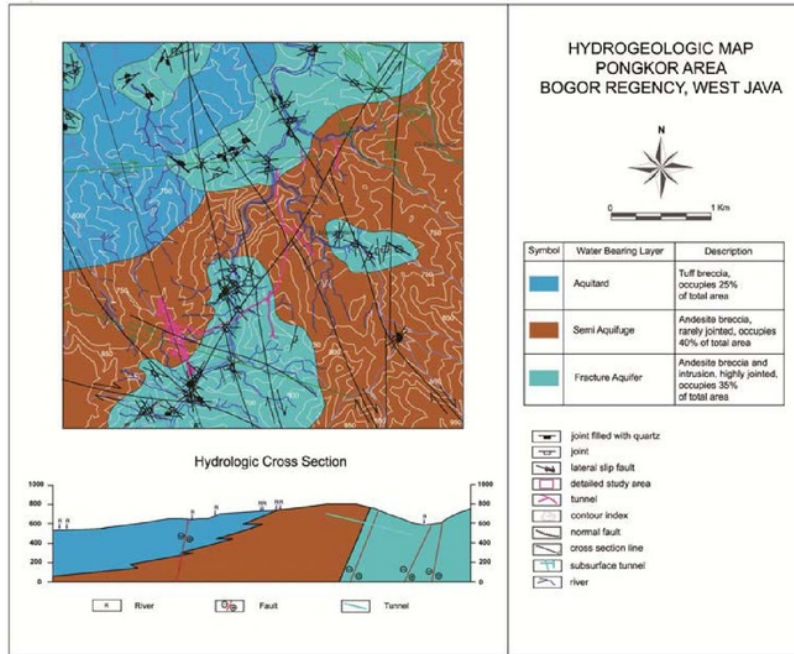 HYDROGEOLOGIC MAP
PONGKOR AREA
BOGOR REGENCY, WEST JAVA
N
0 1 Km
Symbol Water Bearing Layer Description
Aquitard
Tuff breccia,
occupies 25%
of total area
Semi Aquifuge
Andesite breccia,
rarely jointed, occupies
40% of total area
Fracture Aquifer
Andesite breccia and
intrusion, highly jointed,
occupies 35%
of total area
joint filled with quartz
joint
lateral slip fault
detailed study area
tunnel
contour index
normal fault
cross section line
subsurface tunnel
river
Hydrologic Cross Section
1000 1000
800 800
600 600
400 400
200 200
0 0
R River Fault Tunnel